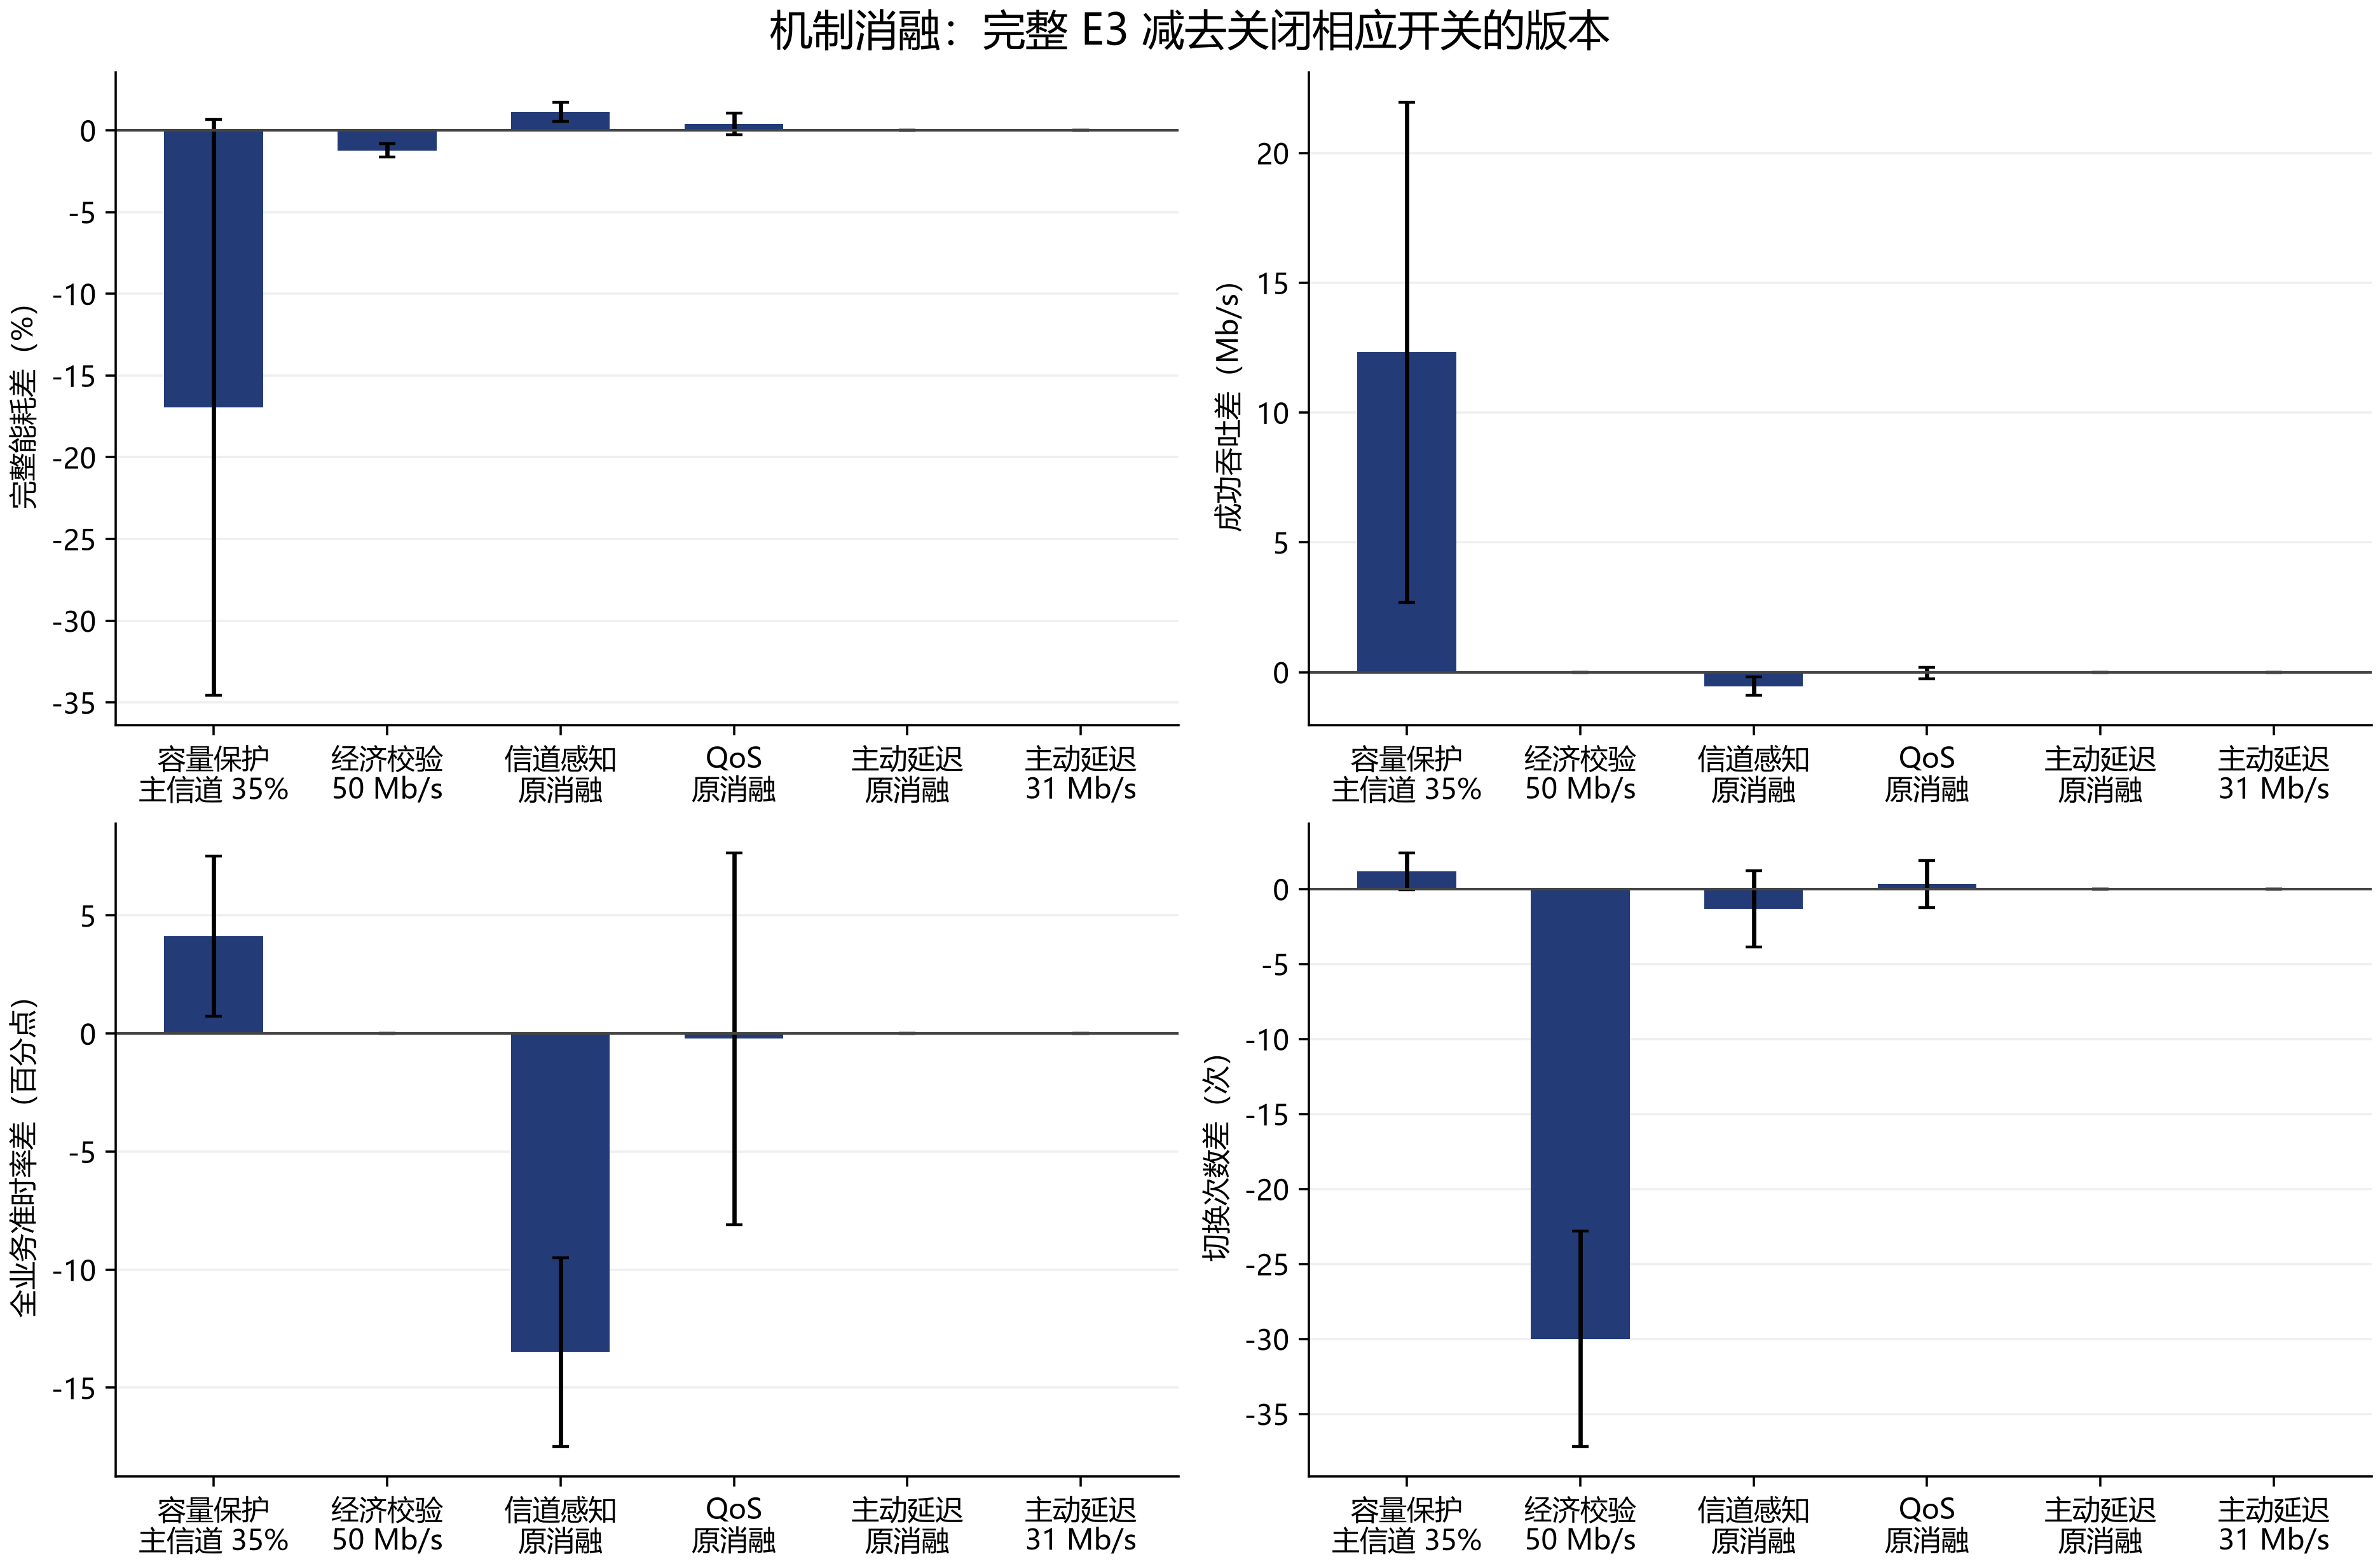 机制消融：完整 E3 减去关闭相应开关的版本
完整能耗差（%）
0
-5
-10
-15
-20
-25
-30
-35
容量保护
主信道 35%
经济校验
50 Mb/s
信道感知
原消融
QoS
原消融
主动延迟
原消融
主动延迟
31 Mb/s
成功吞吐差（Mb/s）
20
15
10
5
0
容量保护
主信道 35%
经济校验
50 Mb/s
信道感知
原消融
QoS
原消融
主动延迟
原消融
主动延迟
31 Mb/s
全业务准时率差（百分点）
5
0
-5
-10
-15
容量保护
主信道 35%
经济校验
50 Mb/s
信道感知
原消融
QoS
原消融
主动延迟
原消融
主动延迟
31 Mb/s
切换次数差（次）
0
-5
-10
-15
-20
-25
-30
-35
容量保护
主信道 35%
经济校验
50 Mb/s
信道感知
原消融
QoS
原消融
主动延迟
原消融
主动延迟
31 Mb/s